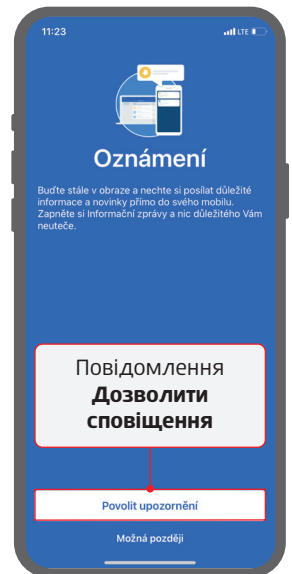 11:23
LTE
Oznámení
Buďte stále v obraze a nechte si posílat důležité
informace a novinky přímo do svého mobilu.
Zapněte si Informační zprávy a nic důležitého Vám
neuteče.
Повідомлення
Дозволити
сповіщення
Povolit upozornění
Možná později